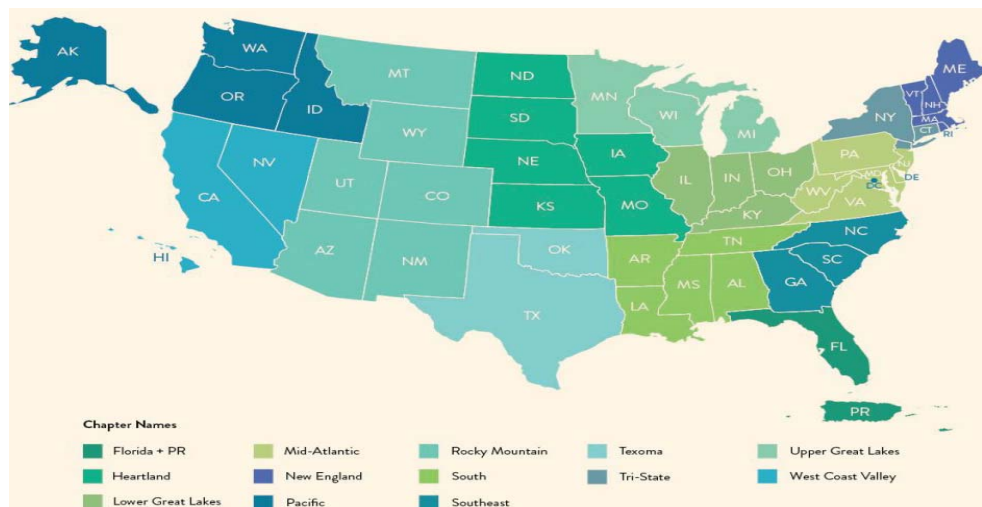 AK
WA
MT
ND
MN
ME
OR
ID
SD
WI
MI
VT
NH
NY
MA
WY
CT
RI
NE
IA
PA
NJ
NV
UT
CO
IL
IN
OH
MD
DE
DC
WV
VA
CA
KS
MO
KY
NC
TN
HI
AZ
NM
OK
AR
SC
MS
AL
GA
LA
TX
FL
PR
Chapter Names
Florida + PR
Mid-Atlantic
Rocky Mountain
Texoma
Upper Great Lakes
Heartland
New England
South
Tri-State
West Coast Valley
Lower Great Lakes
Pacific
Southeast